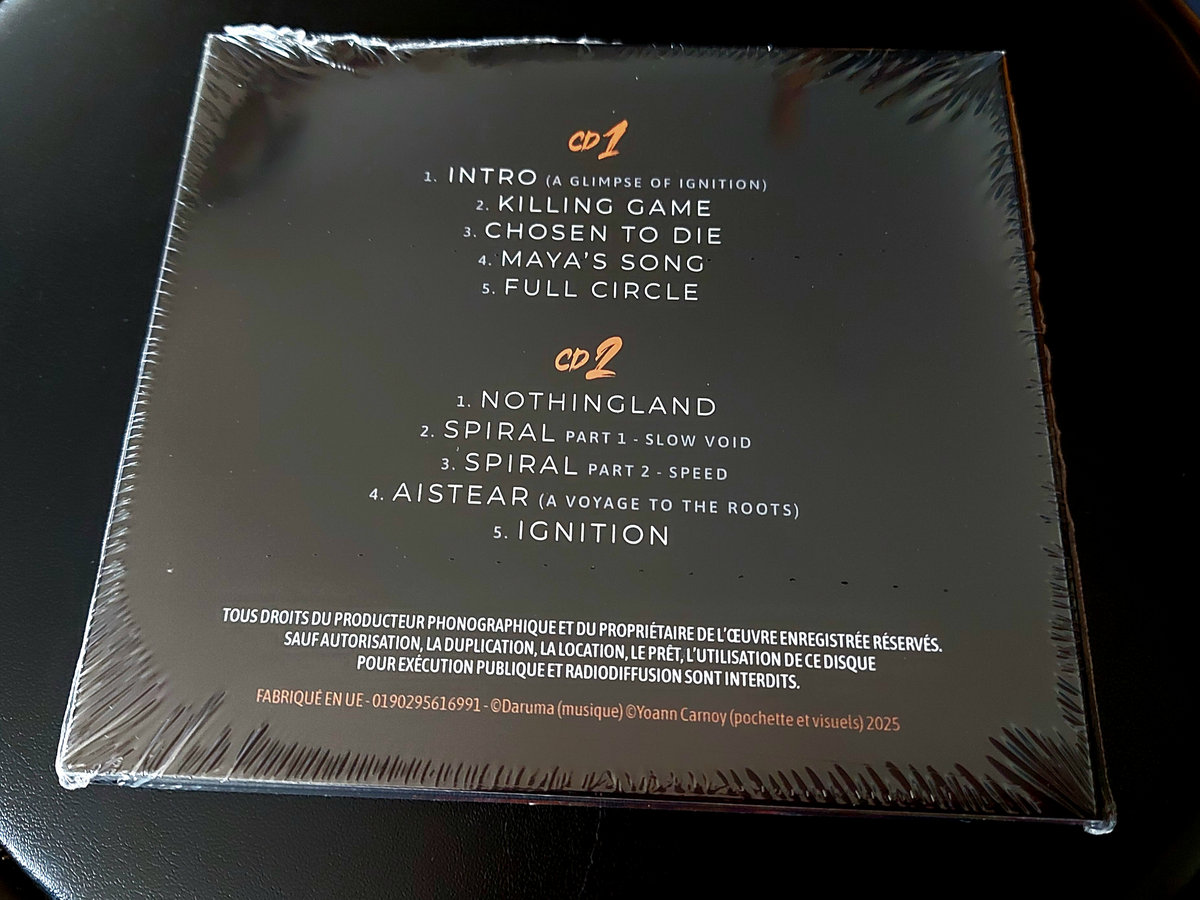 CD 1
1. INTRO (A GLIMPSE OF IGNITION)
2. KILLING GAME
3. CHOSEN TO DIE
4. MAYA'S SONG
5. FULL CIRCLE
CD 2
1. NOTHINGLAND
2. SPIRAL PART 1 - SLOW VOID
3. SPIRAL PART 2 - SPEED
4. AISTEAR (A VOYAGE TO THE ROOTS)
5. IGNITION
TOUS DROITS DU PRODUCTEUR PHONOGRAPHIQUE ET DU PROPRIÉTAIRE DE L'ŒUVRE ENREGISTRÉE RÉSERVÉS.
SAUF AUTORISATION, LA DUPLICATION, LA LOCATION, LE PRÊT, L'UTILISATION DE CE DISQUE
POUR EXÉCUTION PUBLIQUE ET RADIODIFFUSION SONT INTERDITS.
FABRIQUÉ EN UE - 0190295616991 - ©Daruma (musique) ©Yoann Carnoy (pochette et visuels) 2025